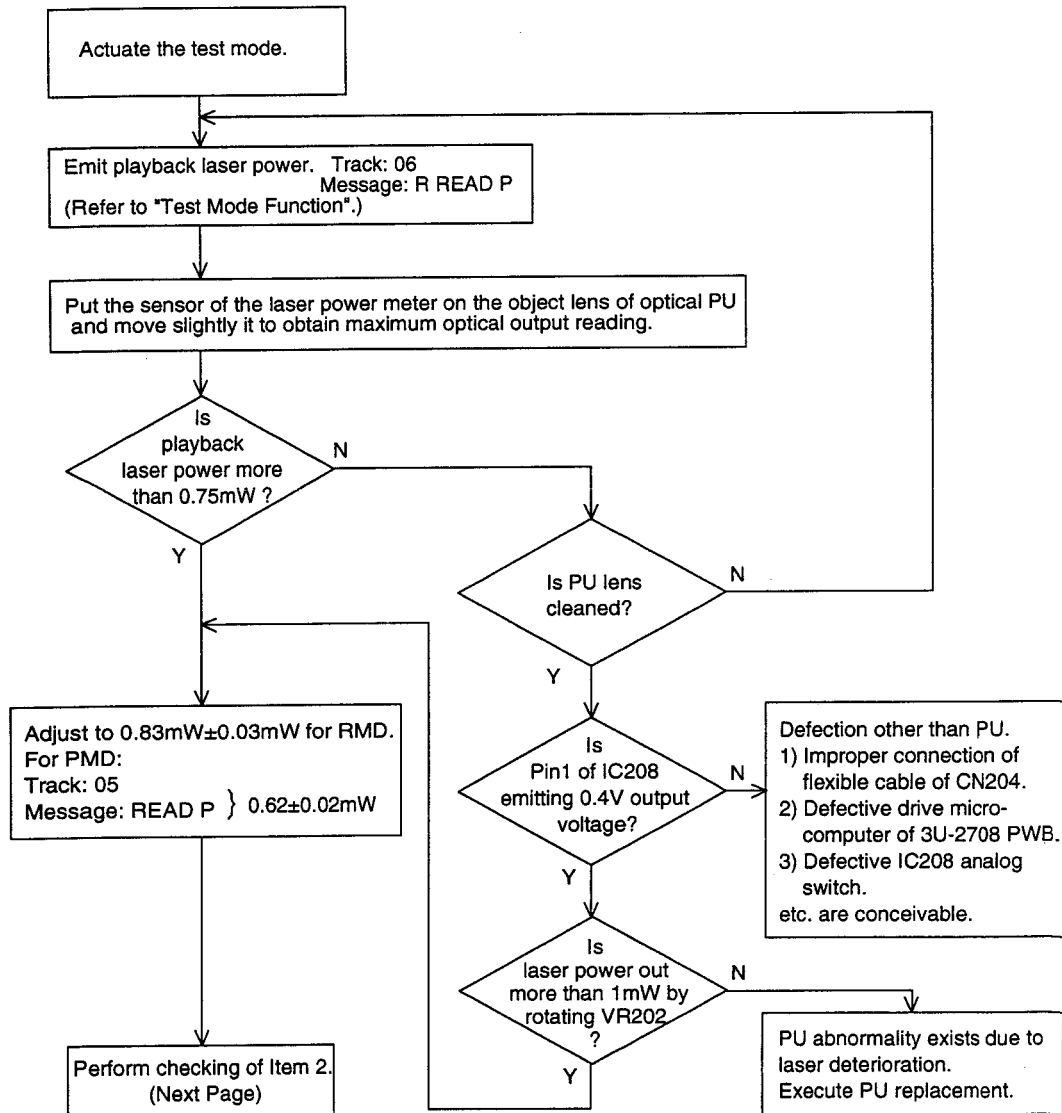 Actuate the test mode.
Emit playback laser power. Track: 06
Message: R READ P
(Refer to "Test Mode Function".)
Put the sensor of the laser power meter on the object lens of optical PU
and move slightly it to obtain maximum optical output reading.
Is
playback
laser power more
than 0.75mW ?
N
Y
Is PU lens
cleaned?
N
Y
Adjust to 0.83mW±0.03mW for RMD.
For PMD:
Track: 05
Message: READ P } 0.62±0.02mW
Is
Pin1 of IC208
emitting 0.4V output
voltage?
N
Y
Defection other than PU.
1) Improper connection of
flexible cable of CN204.
2) Defective drive micro-
computer of 3U-2708 PWB.
3) Defective IC208 analog
switch.
etc. are conceivable.
Is
laser power out
more than 1mW by
rotating VR202
?
N
Y
PU abnormality exists due to
laser deterioration.
Execute PU replacement.
Perform checking of Item 2.
(Next Page)